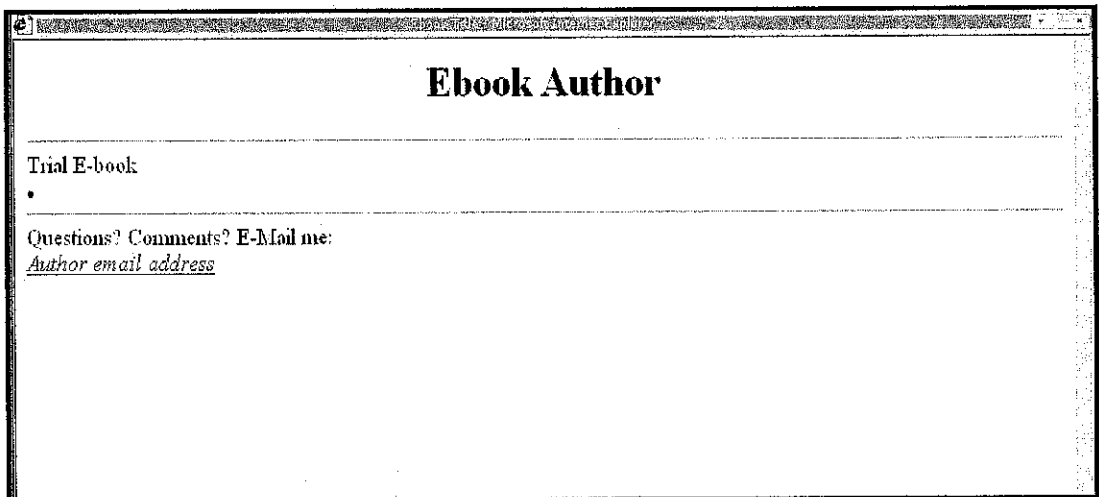 Ebook Author
Trial E-book
•
Questions? Comments? E-Mail me:
Author email address